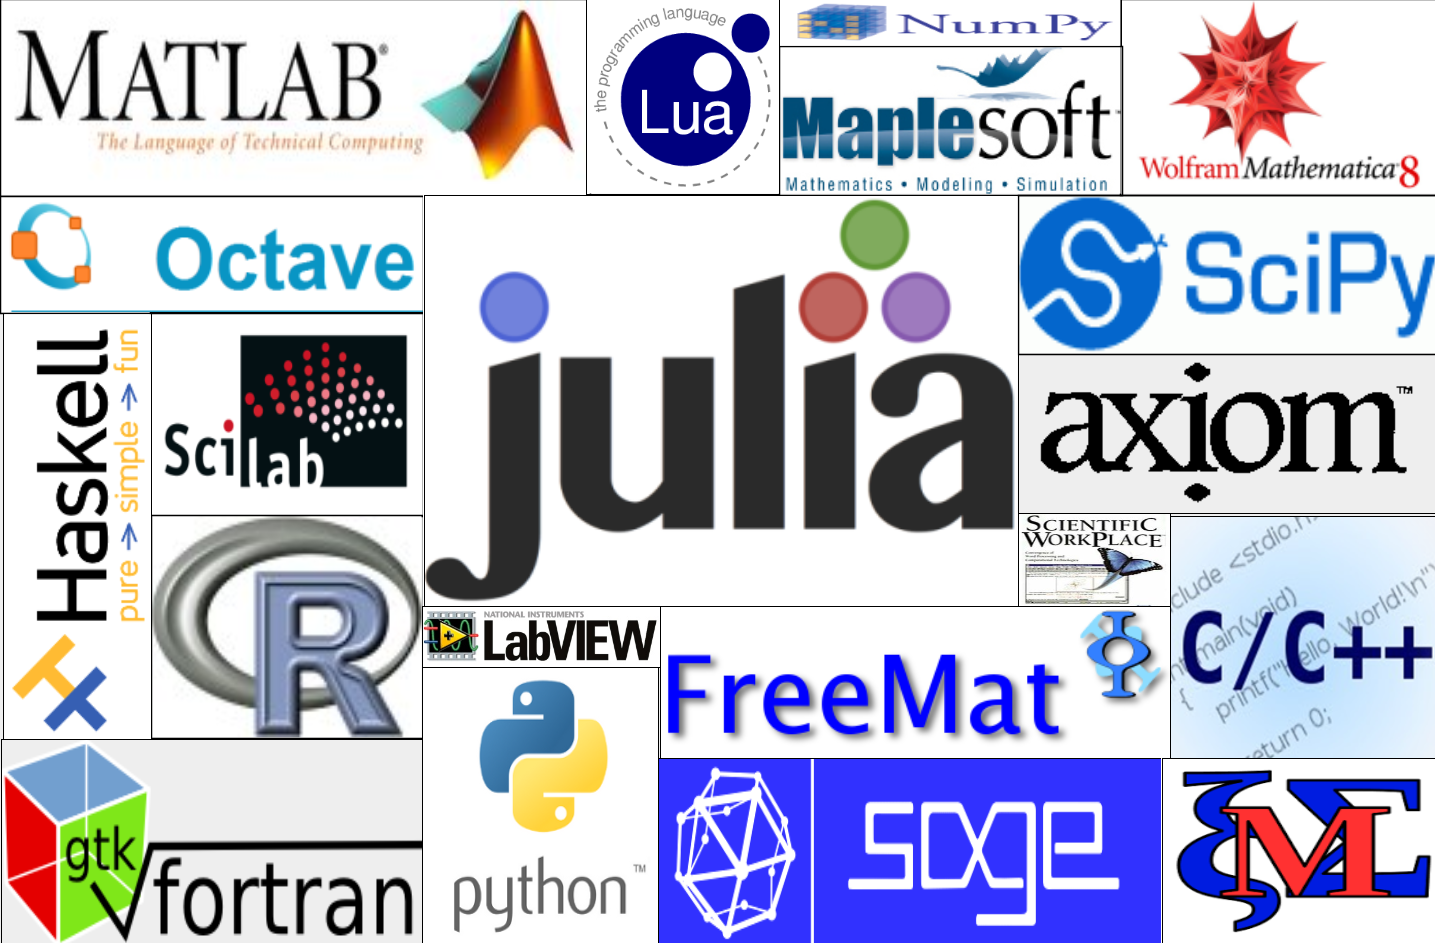 MATLAB®
The Language of Technical Computing
the programming language
Lua
NumPy
Maplesoft™
Mathematics • Modeling • Simulation
Wolfram Mathematica 8
Octave
julia
SciPy
Haskell
pure → simple → fun
Scilab
axiom™
R
SCIENTIFIC
WORKPLACE
clude <stdio.h
nt main(void)
{
printf("Hello, World!\n"
return 0;
C/C++
NATIONAL INSTRUMENTS
LabVIEW
FreeMat
gtk
fortran
python™
sage
M